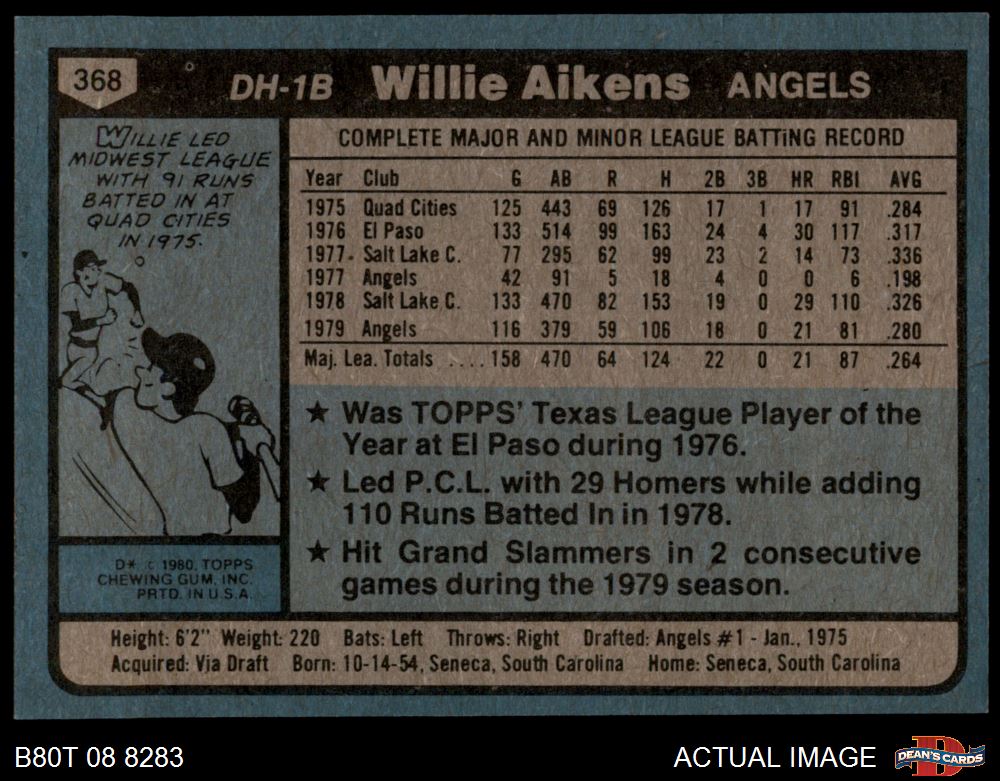 368
DH-1B Willie Aikens ANGELS
WILLIE LED
MIDWEST LEAGUE
WITH 91 RUNS
BATTED IN AT
QUAD CITIES
IN 1975.
COMPLETE MAJOR AND MINOR LEAGUE BATTING RECORD
Year Club G AB R H 2B 3B HR RBI AVG
1975 Quad Cities 125 443 69 126 17 1 17 91 .284
1976 El Paso 133 514 99 163 24 4 30 117 .317
1977 Salt Lake C. 77 295 62 99 23 2 14 73 .336
1977 Angels 42 91 5 18 4 0 0 6 .198
1978 Salt Lake C. 133 470 82 153 19 0 29 110 .326
1979 Angels 116 379 59 106 18 0 21 81 .280
Maj. Lea. Totals .... 158 470 64 124 22 0 21 87 .264
★ Was TOPPS' Texas League Player of the
Year at El Paso during 1976.
★ Led P.C.L. with 29 Homers while adding
110 Runs Batted In in 1978.
★ Hit Grand Slammers in 2 consecutive
games during the 1979 season.
D* © 1980, TOPPS
CHEWING GUM, INC.
PRTD. IN U.S.A.
Height: 6'2" Weight: 220 Bats: Left Throws: Right Drafted: Angels #1 - Jan., 1975
Acquired: Via Draft Born: 10-14-54, Seneca, South Carolina Home: Seneca, South Carolina
B80T 08 8283
ACTUAL IMAGE
D
DEAN'S CARDS